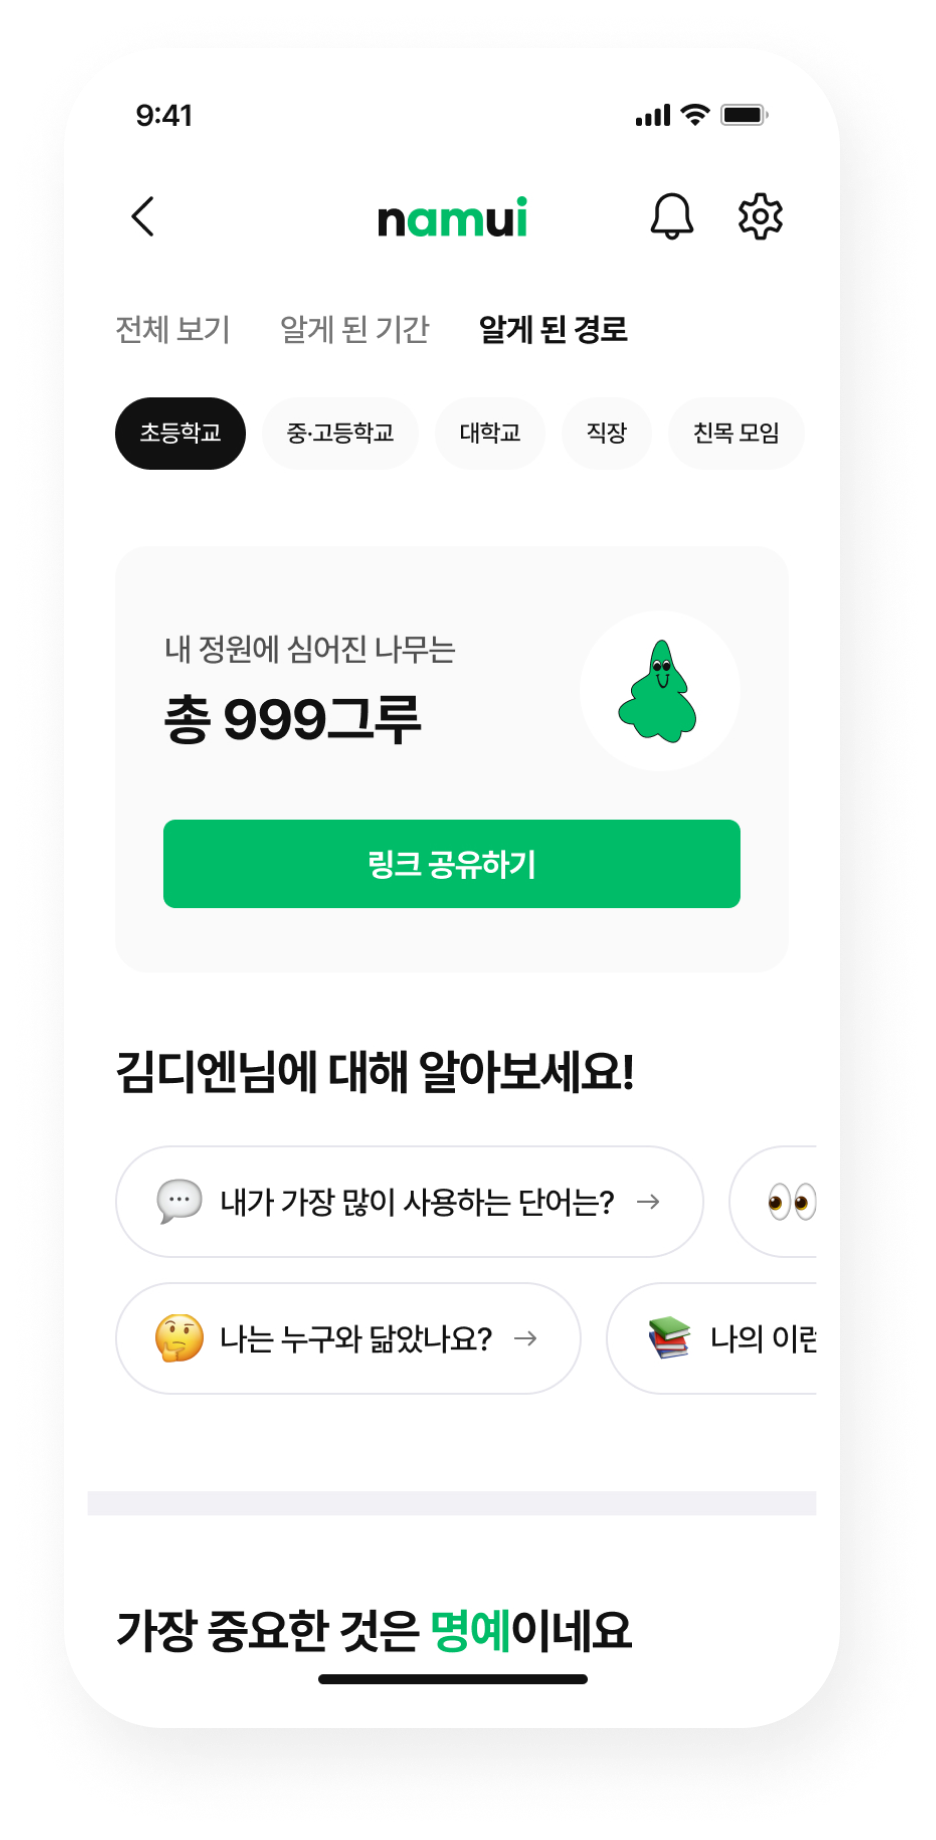 9:41
namui
전체 보기 알게 된 기간 알게 된 경로
초등학교 중·고등학교 대학교 직장 친목 모임
내 정원에 심어진 나무는
총 999그루
링크 공유하기
김디엔님에 대해 알아보세요!
내가 가장 많이 사용하는 단어는? →
나는 누구와 닮았나요? → 나의 이런
가장 중요한 것은 명예이네요